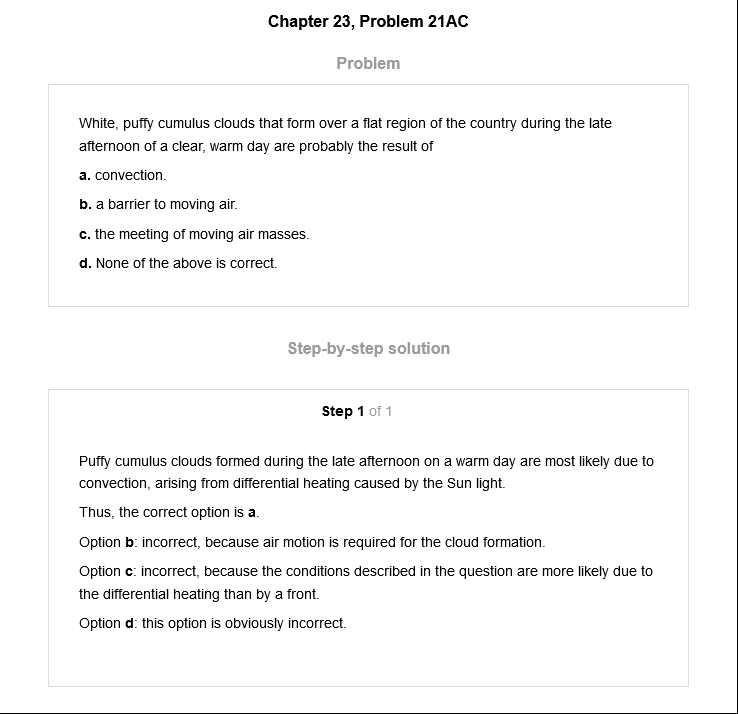 Chapter 23, Problem 21AC
Problem
White, puffy cumulus clouds that form over a flat region of the country during the late
afternoon of a clear, warm day are probably the result of
a. convection.
b. a barrier to moving air.
c. the meeting of moving air masses.
d. None of the above is correct.
Step-by-step solution
Step 1 of 1
Puffy cumulus clouds formed during the late afternoon on a warm day are most likely due to
convection, arising from differential heating caused by the Sun light.
Thus, the correct option is a.
Option b: incorrect, because air motion is required for the cloud formation.
Option c: incorrect, because the conditions described in the question are more likely due to
the differential heating than by a front.
Option d: this option is obviously incorrect.